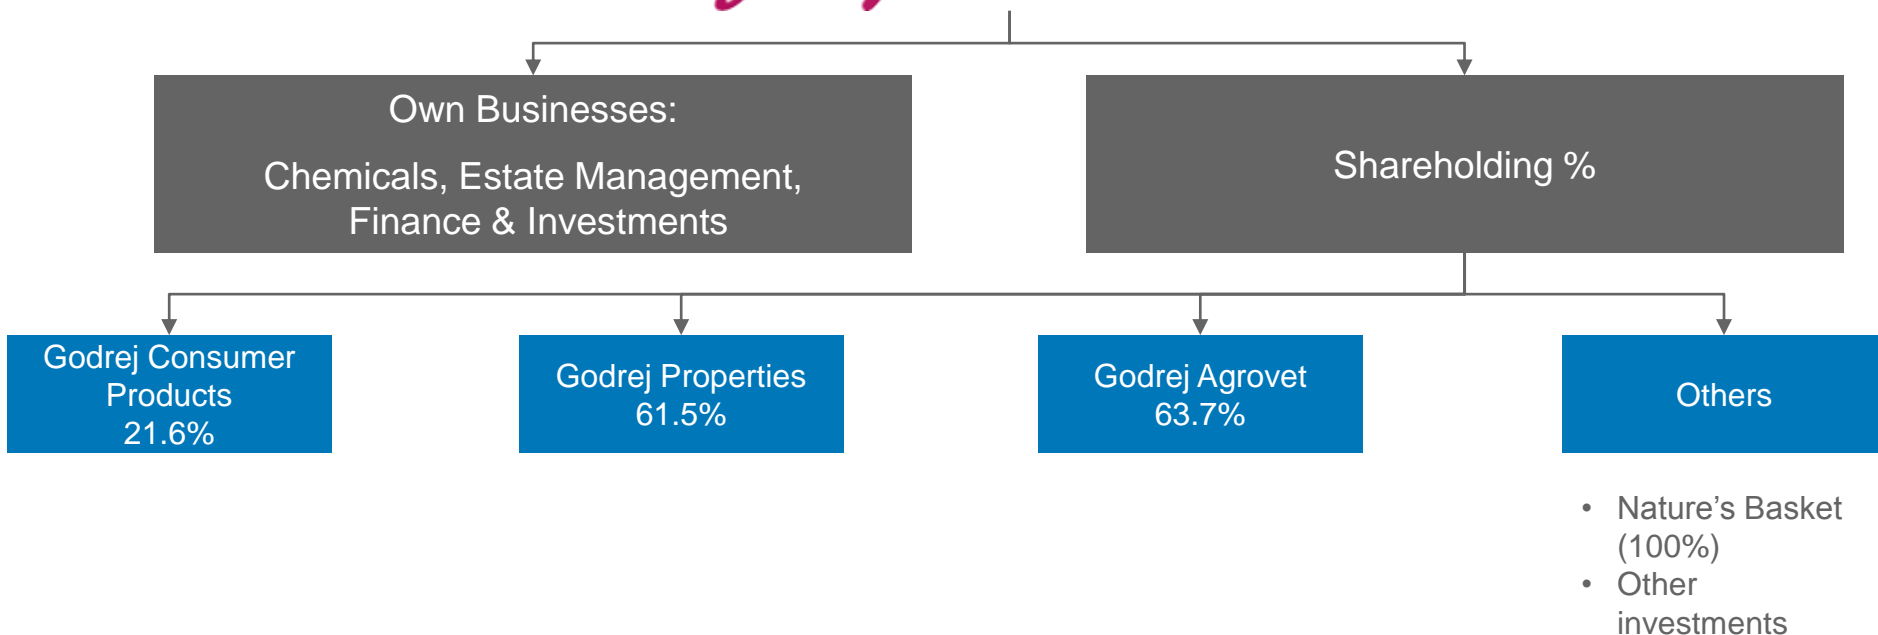 Own Businesses:
Chemicals, Estate Management,
Finance & Investments
Shareholding %
Godrej Consumer
Products
21.6%
Godrej Properties
61.5%
Godrej Agrovet
63.7%
Others
• Nature’s Basket
(100%)
• Other
investments